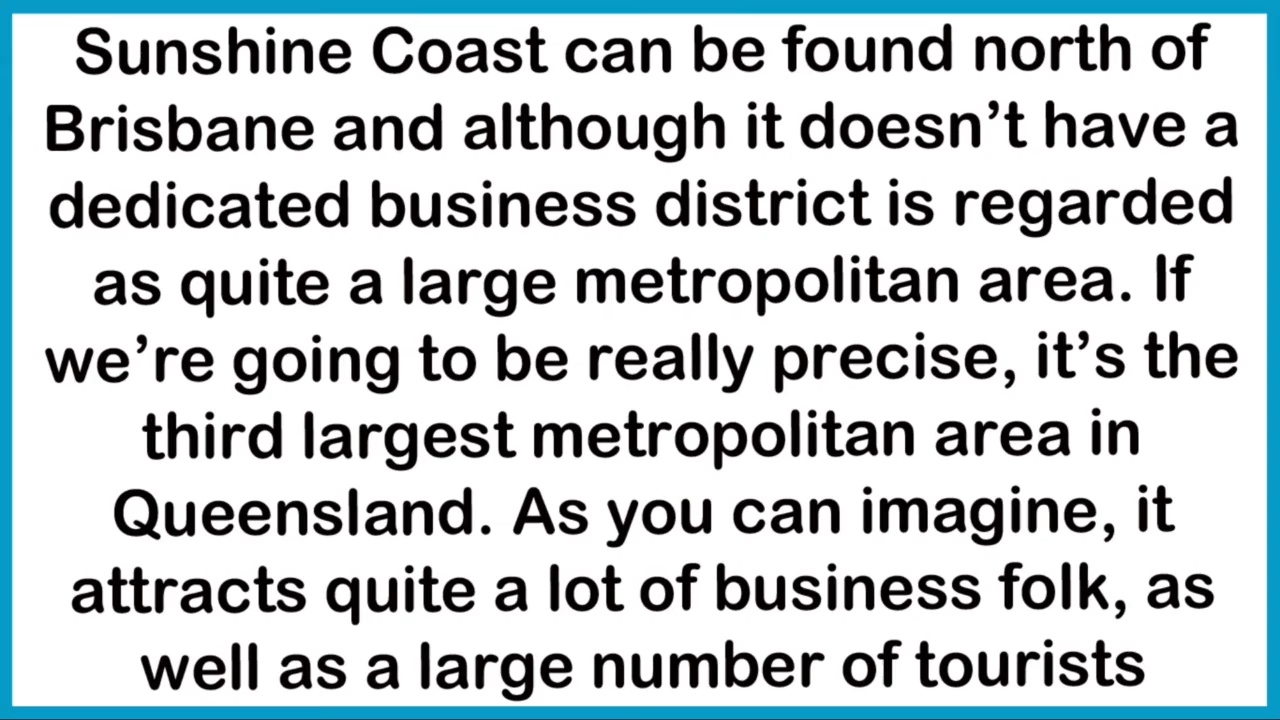 Sunshine Coast can be found north of
Brisbane and although it doesn’t have a
dedicated business district is regarded
as quite a large metropolitan area. If
we’re going to be really precise, it’s the
third largest metropolitan area in
Queensland. As you can imagine, it
attracts quite a lot of business folk, as
well as a large number of tourists